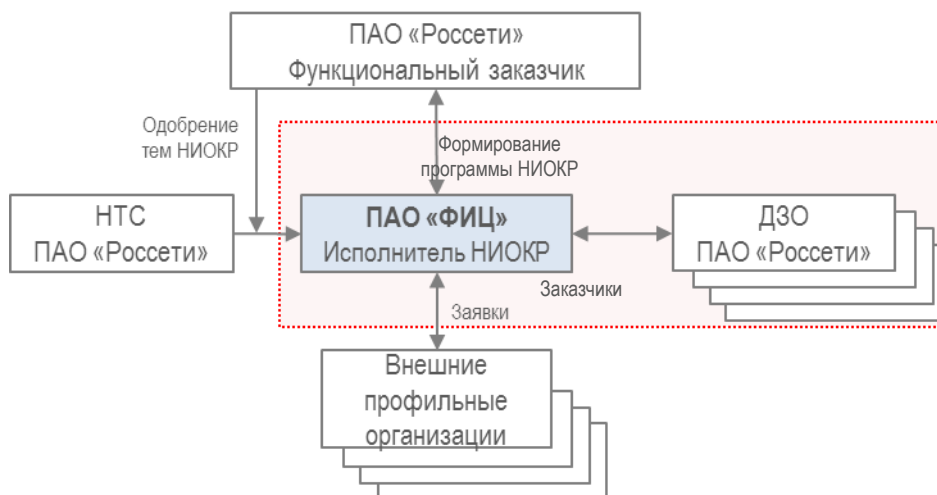 ПАО «Россети»
Функциональный заказчик
Одобрение
тем НИОКР
Формирование
программы НИОКР
НТС
ПАО «Россети»
ПАО «ФИЦ»
Исполнитель НИОКР
ДЗО
ПАО «Россети»
Заказчики
Заявки
Внешние
профильные
организации